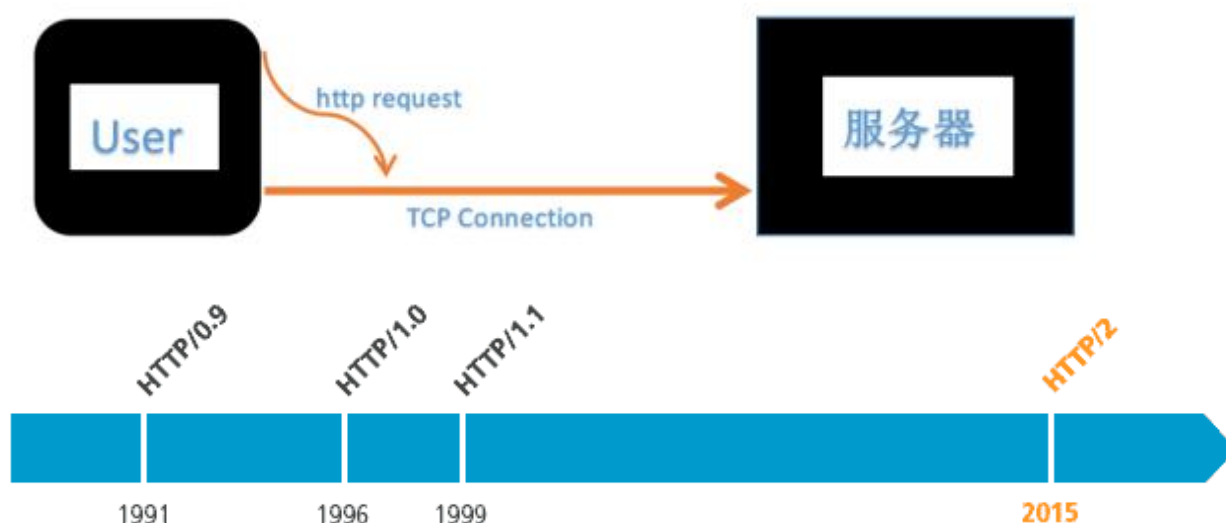 User
http request
TCP Connection
服务器
HTTP/0.9
HTTP/1.0
HTTP/1.1
HTTP/2
1991
1996
1999
2015